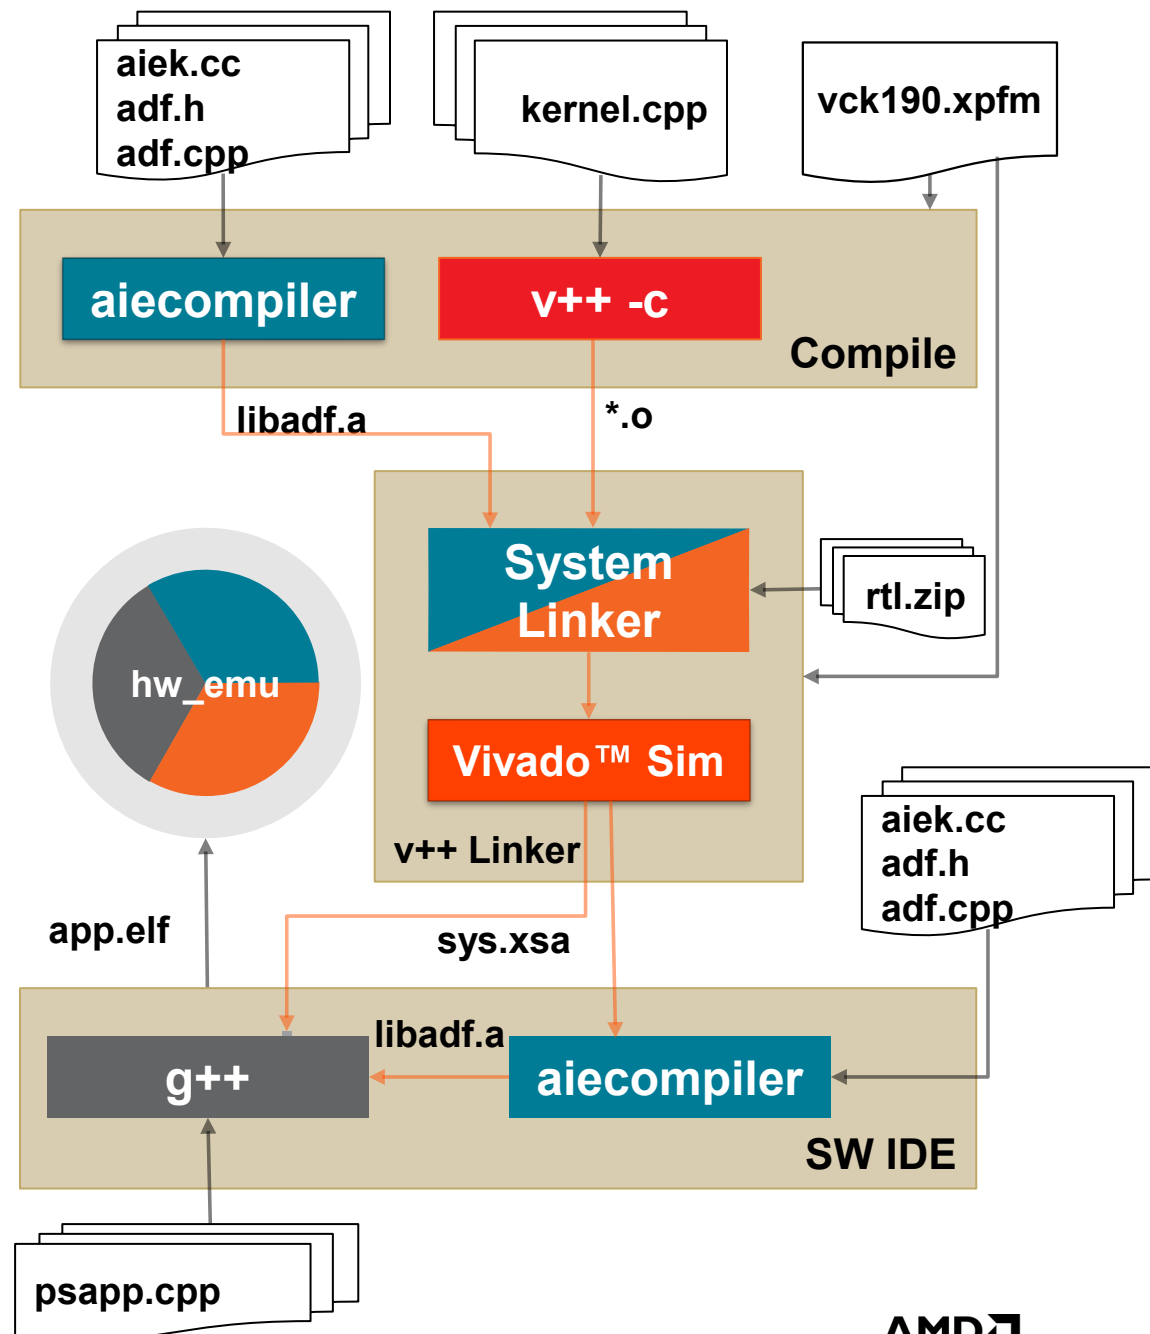 aiek.cc
adf.h
adf.cpp
kernel.cpp
vck190.xpfm
aiecompiler
v++ -c
Compile
libadf.a
*.o
System
Linker
rtl.zip
hw_emu
Vivado™ Sim
v++ Linker
aiek.cc
adf.h
adf.cpp
app.elf
sys.xsa
libadf.a
g++
aiecompiler
SW IDE
psapp.cpp
AMD